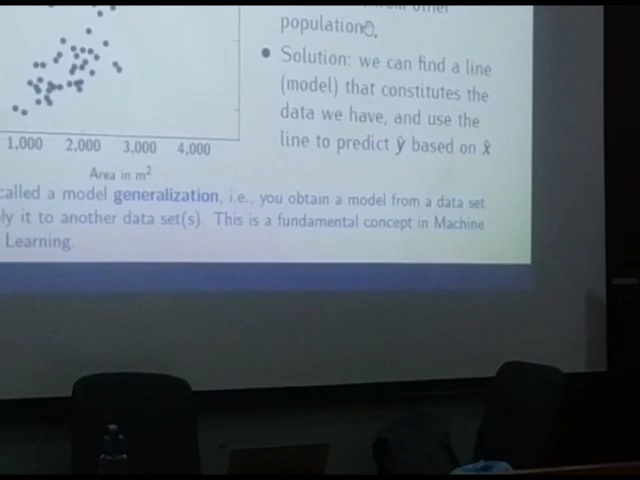 from other
population
• Solution: we can find a line
(model) that constitutes the
data we have, and use the
line to predict ŷ based on x̂
1,000 2,000 3,000 4,000
Area in m²
called a model generalization, i.e., you obtain a model from a data set
ly it to another data set(s). This is a fundamental concept in Machine
Learning.